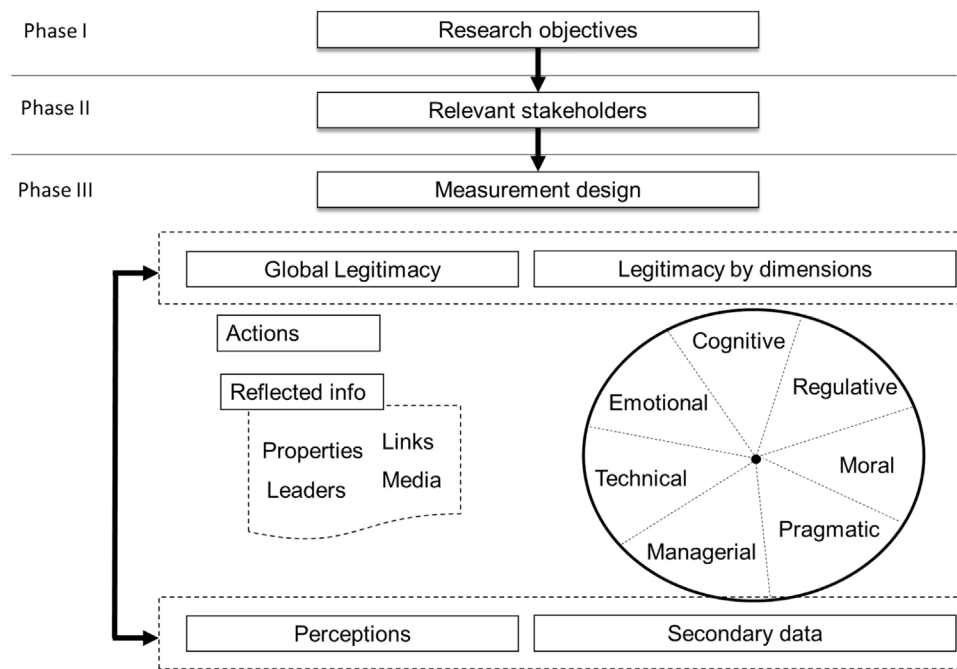 Phase I
Research objectives
Phase II
Relevant stakeholders
Phase III
Measurement design
Global Legitimacy
Legitimacy by dimensions
Actions
Reflected info
Properties
Links
Leaders
Media
Cognitive
Regulative
Emotional
Moral
Technical
Pragmatic
Managerial
Perceptions
Secondary data